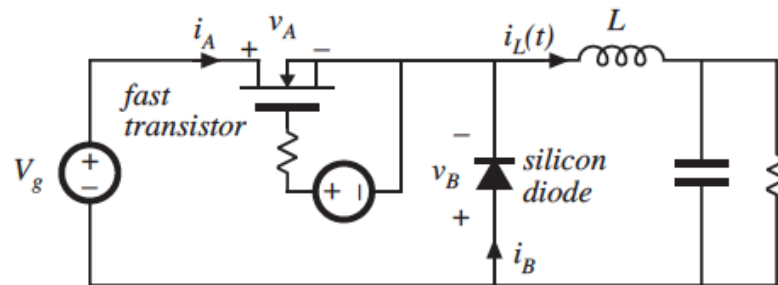 i_A
v_A
+ −
i_L(t)
L
fast
transistor
V_g
+
−
+ −
−
v_B
+
silicon
diode
i_B